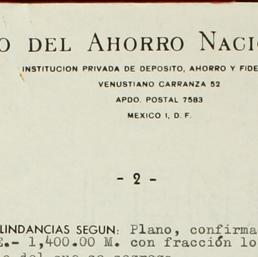 O DEL AHORRO NACIO
INSTITUCION PRIVADA DE DEPOSITO, AHORRO Y FIDE
VENUSTIANO CARRANZA 52
APDO. POSTAL 7583
MEXICO 1, D. F.
- 2 -
LINDANCIAS SEGUN: Plano, confirma
E.- 1,400.00 M. con fracción lo